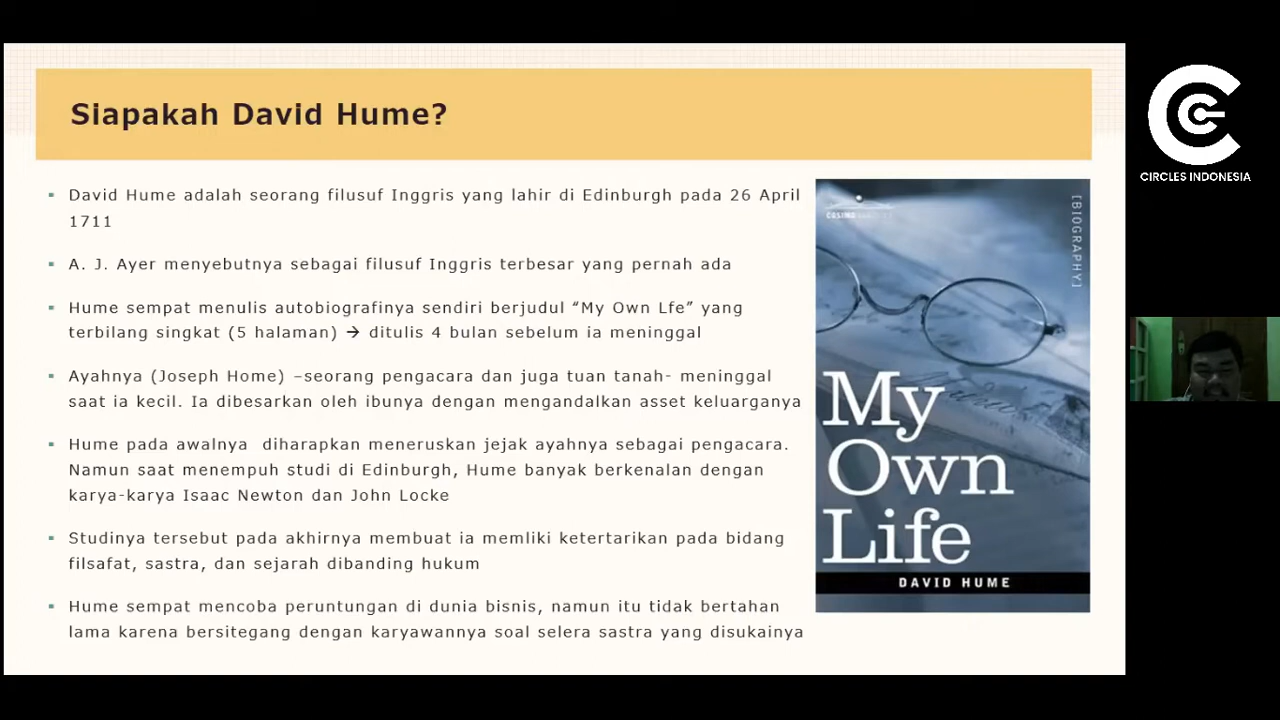 Siapakah David Hume?
David Hume adalah seorang filusuf Inggris yang lahir di Edinburgh pada 26 April
1711
A. J. Ayer menyebutnya sebagai filusuf Inggris terbesar yang pernah ada
Hume sempat menulis autobiografinya sendiri berjudul “My Own Lfe” yang
terbilang singkat (5 halaman) → ditulis 4 bulan sebelum ia meninggal
Ayahnya (Joseph Home) –seorang pengacara dan juga tuan tanah- meninggal
saat ia kecil. Ia dibesarkan oleh ibunya dengan mengandalkan asset keluarganya
Hume pada awalnya diharapkan meneruskan jejak ayahnya sebagai pengacara.
Namun saat menempuh studi di Edinburgh, Hume banyak berkenalan dengan
karya-karya Isaac Newton dan John Locke
Studinya tersebut pada akhirnya membuat ia memliki ketertarikan pada bidang
filsafat, sastra, dan sejarah dibanding hukum
Hume sempat mencoba peruntungan di dunia bisnis, namun itu tidak bertahan
lama karena bersitegang dengan karyawannya soal selera sastra yang disukainya
[BIOGRAPHY]
My
Own
Life
DAVID HUME
CIRCLES INDONESIA